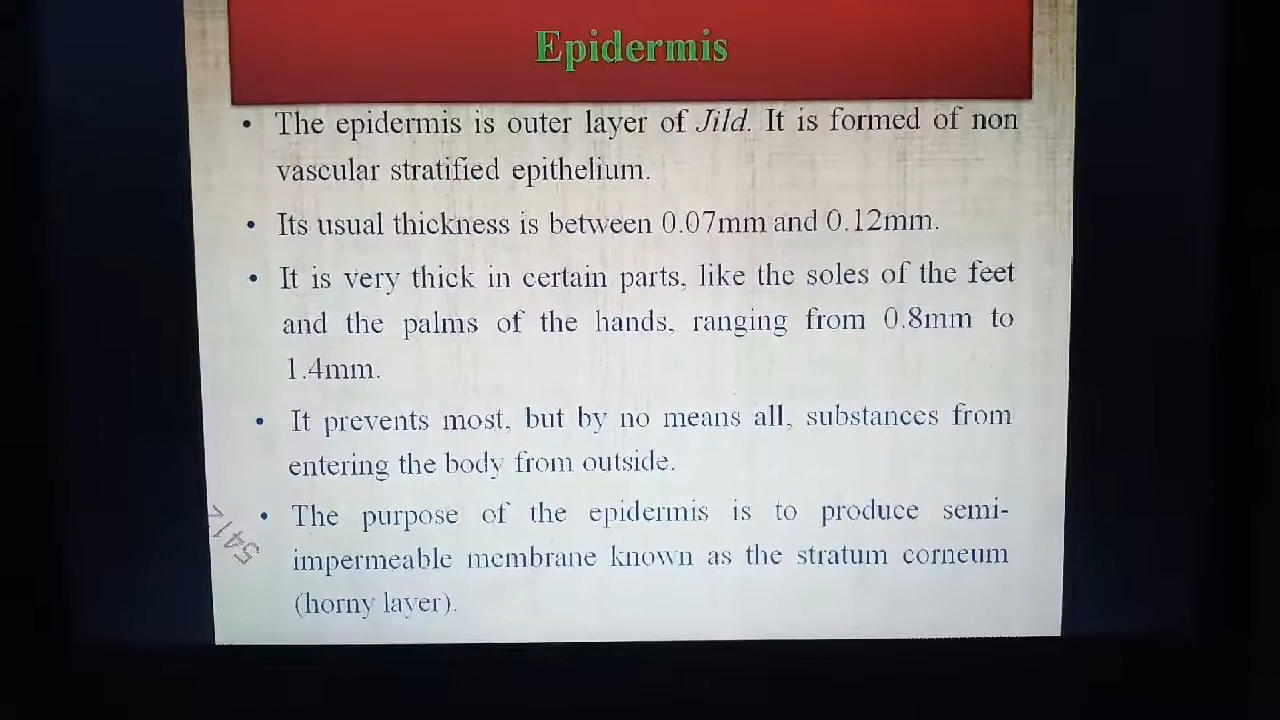 Epidermis
• The epidermis is outer layer of Jild. It is formed of non
vascular stratified epithelium.
• Its usual thickness is between 0.07mm and 0.12mm.
• It is very thick in certain parts, like the soles of the feet
and the palms of the hands, ranging from 0.8mm to
1.4mm.
• It prevents most, but by no means all, substances from
entering the body from outside.
• The purpose of the epidermis is to produce semi-
impermeable membrane known as the stratum corneum
(horny layer).